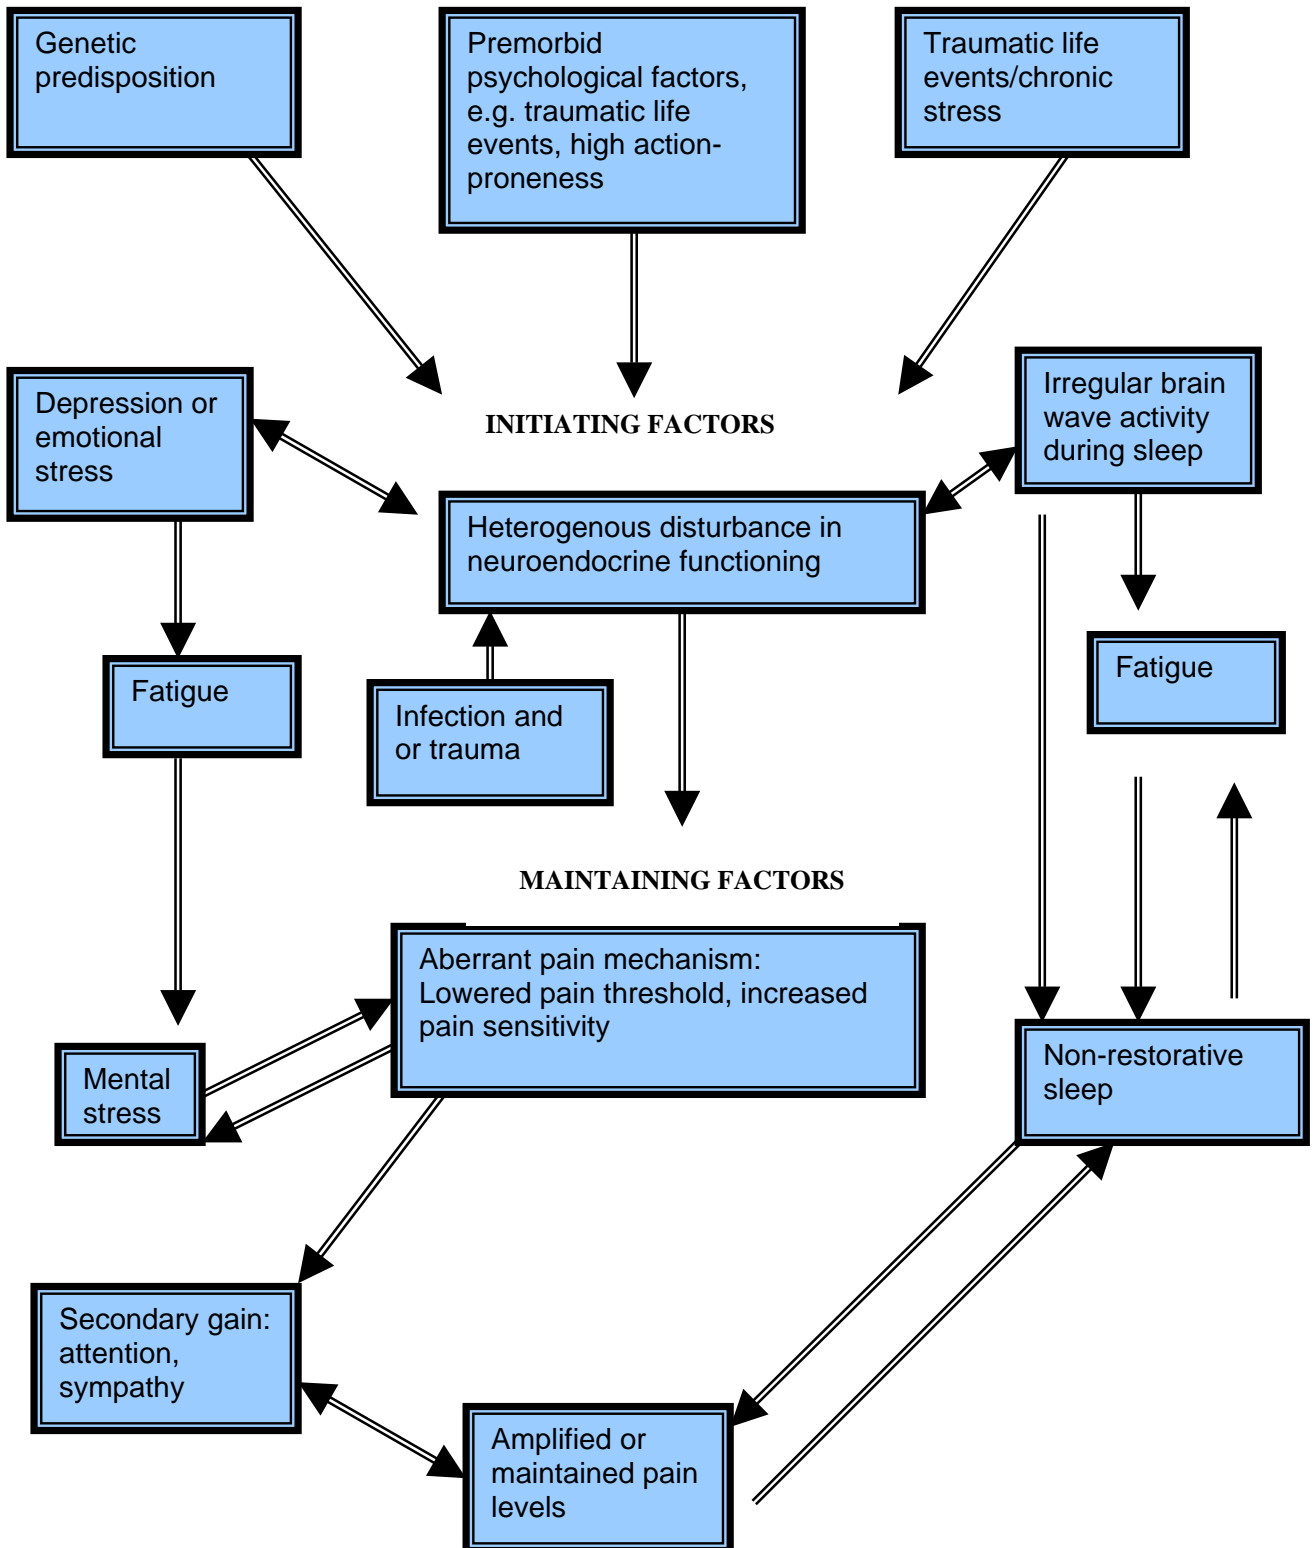 Genetic
predisposition
Premorbid
psychological factors,
e.g. traumatic life
events, high action-
proneness
Traumatic life
events/chronic
stress
INITIATING FACTORS
Depression or
emotional
stress
Irregular brain
wave activity
during sleep
Heterogenous disturbance in
neuroendocrine functioning
Fatigue
Infection and
or trauma
Fatigue
MAINTAINING FACTORS
Aberrant pain mechanism:
Lowered pain threshold, increased
pain sensitivity
Mental
stress
Non-restorative
sleep
Secondary gain:
attention,
sympathy
Amplified or
maintained pain
levels